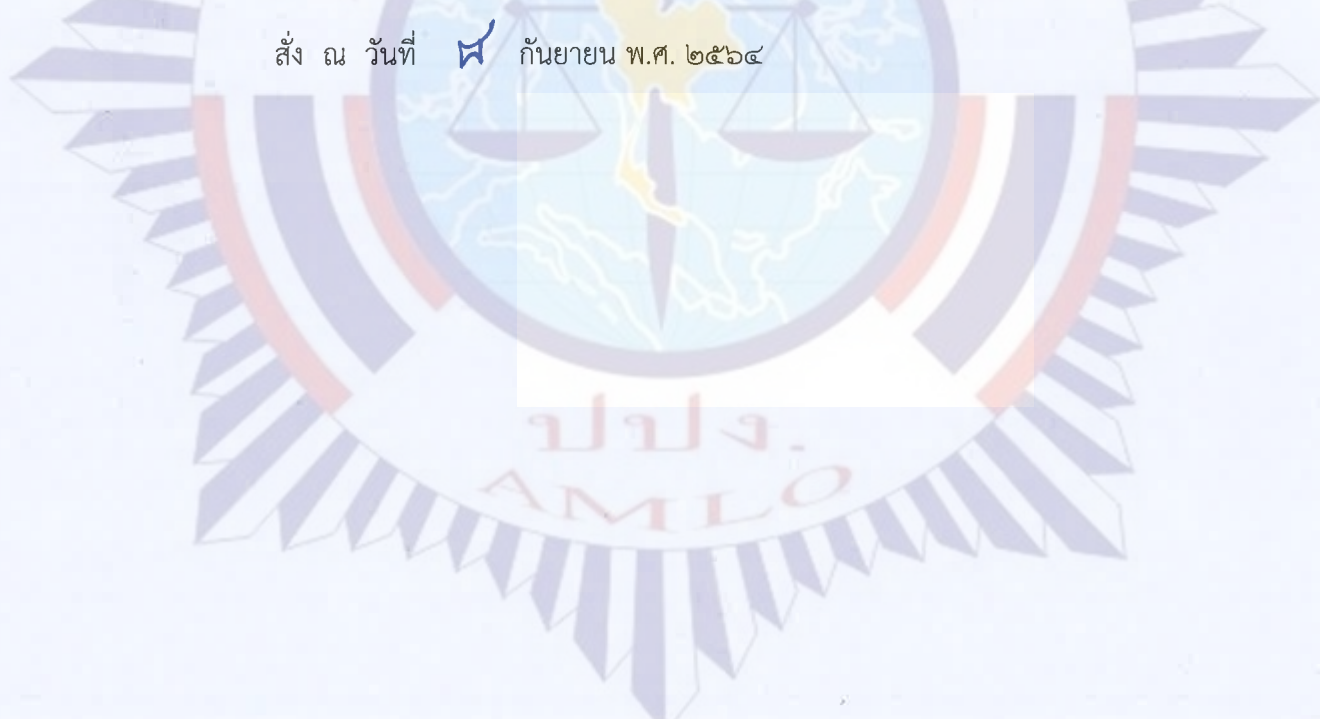 สั่ง ณ วันที่ ๘ กันยายน พ.ศ. ๒๕๖๔
ปปง.
AMLO